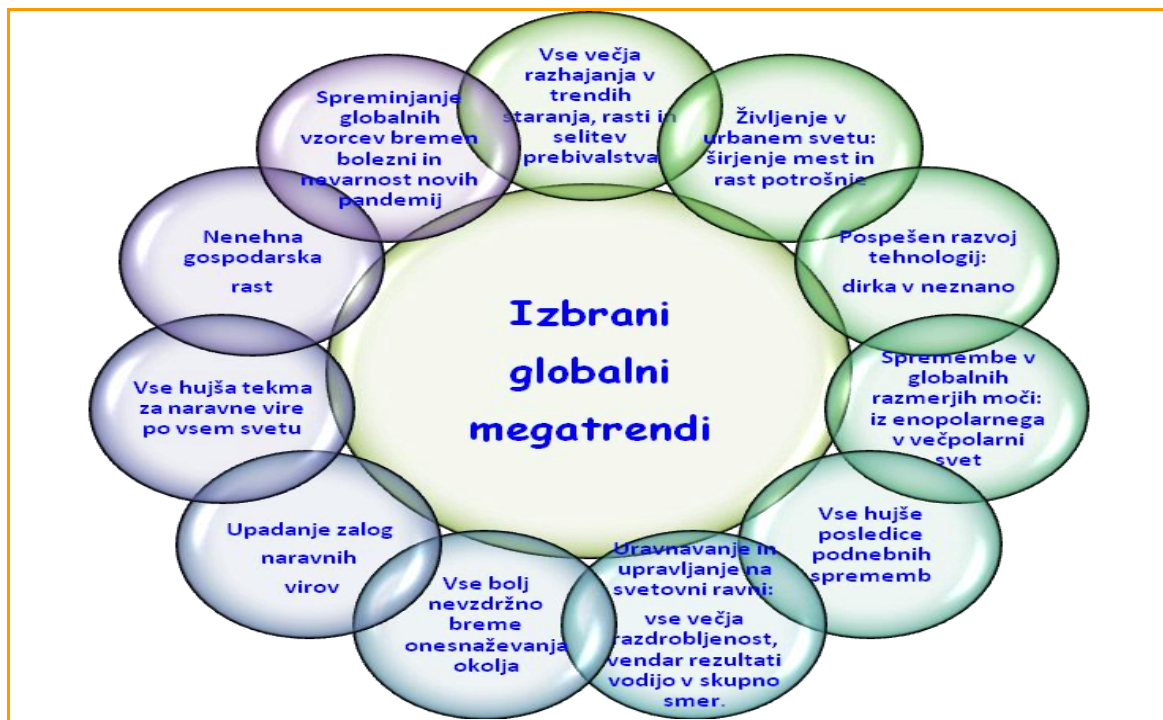 Vse večja
razhajanja v
trendih
staranja, rasti in
selitev
prebivalstva
Življenje v
urbanem svetu:
širjenje mest in
rast potrošnje
Pospešen razvoj
tehnologij:
dirka v neznano
Spremembe v
globalnih
razmerjih moči:
iz enopolarnega
v večpolarni
svet
Vse hujše
posledice
podnebnih
sprememb
Uravnavanje in
upravljanje na
svetovni ravni:
vse večja
razdrobljenost,
vendar rezultati
vodijo v skupno
smer.
Vse bolj
nevzdržno
breme
onesnaževanja
okolja
Upadanje zalog
naravnih
virov
Vse hujša tekma
za naravne vire
po vsem svetu
Nenehna
gospodarska
rast
Spreminjanje
globalnih
vzorcev bremen
bolezni in
nevarnost novih
pandemij
Izbrani
globalni
megatrendi